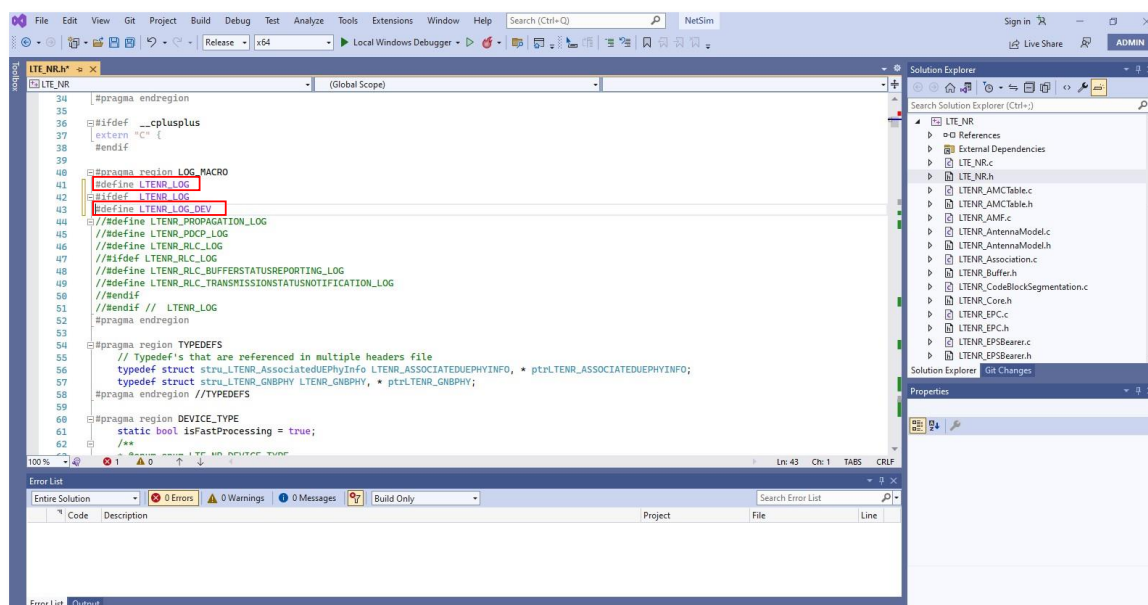 File Edit View Git Project Build Debug Test Analyze Tools Extensions Window Help Search (Ctrl+Q) NetSim Sign in
Release x64 Local Windows Debugger Live Share ADMIN
Toolbox
LTE_NR.h*
LTE_NR (Global Scope)
34 #pragma endregion
35
36 #ifdef __cplusplus
37 extern "C" {
38 #endif
39
40 #pragma region LOG_MACRO
41 #define LTENR_LOG
42 #ifdef LTENR_LOG
43 #define LTENR_LOG_DEV
44 //#define LTENR_PROPAGATION_LOG
45 //#define LTENR_PDCP_LOG
46 //#define LTENR_RLC_LOG
47 //#ifdef LTENR_RLC_LOG
48 //#define LTENR_RLC_BUFFERSTATUSREPORTING_LOG
49 //#define LTENR_RLC_TRANSMISSIONSTATUSNOTIFICATION_LOG
50 //#endif
51 //#endif // LTENR_LOG
52 #pragma endregion
53
54 #pragma region TYPEDEFS
55 // Typedef's that are referenced in multiple headers file
56 typedef struct stru_LTENR_AssociatedUEPhyInfo LTENR_ASSOCIATEDUEPHYINFO, * ptrLTENR_ASSOCIATEDUEPHYINFO;
57 typedef struct stru_LTENR_GNBPHY LTENR_GNBPHY, * ptrLTENR_GNBPHY;
58 #pragma endregion //TYPEDEFS
59
60 #pragma region DEVICE_TYPE
61 static bool isFastProcessing = true;
62 /**
100 % 1 0 Ln: 43 Ch: 1 TABS CRLF
Error List
Entire Solution 0 Errors 0 Warnings 0 Messages Build Only Search Error List
Code Description Project File Line
Error List Output
Solution Explorer
Search Solution Explorer (Ctrl+;)
LTE_NR
References
External Dependencies
LTE_NR.c
LTE_NR.h
LTENR_AMCTable.c
LTENR_AMCTable.h
LTENR_AMF.c
LTENR_AntennaModel.c
LTENR_AntennaModel.h
LTENR_Association.c
LTENR_Buffer.h
LTENR_CodeBlockSegmentation.c
LTENR_Core.h
LTENR_EPC.c
LTENR_EPC.h
LTENR_EPSBearer.c
LTENR_EPSBearer.h
Solution Explorer Git Changes
Properties